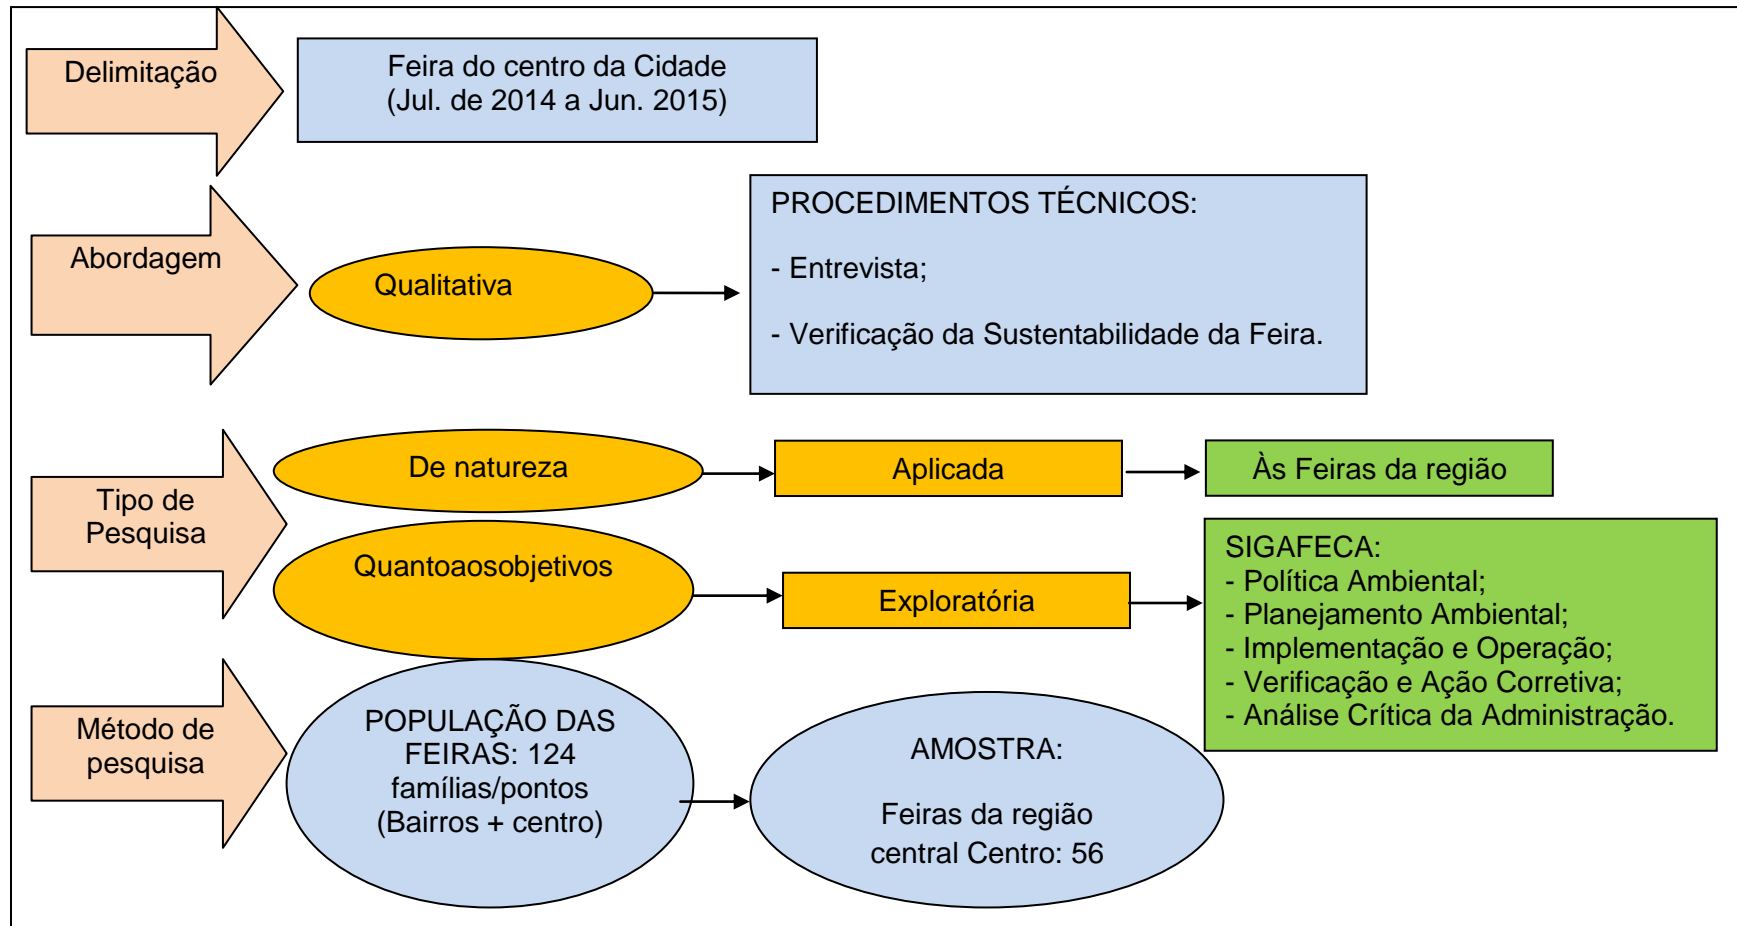 Delimitação
Feira do centro da Cidade
(Jul. de 2014 a Jun. 2015)
Abordagem
Qualitativa
PROCEDIMENTOS TÉCNICOS:
- Entrevista;
- Verificação da Sustentabilidade da Feira.
Tipo de
Pesquisa
De natureza
Aplicada
Às Feiras da região
Quantoaosobjetivos
Exploratória
SIGAFECA:
- Política Ambiental;
- Planejamento Ambiental;
- Implementação e Operação;
- Verificação e Ação Corretiva;
- Análise Crítica da Administração.
Método de
pesquisa
POPULAÇÃO DAS
FEIRAS: 124
famílias/pontos
(Bairros + centro)
AMOSTRA:
Feiras da região
central Centro: 56